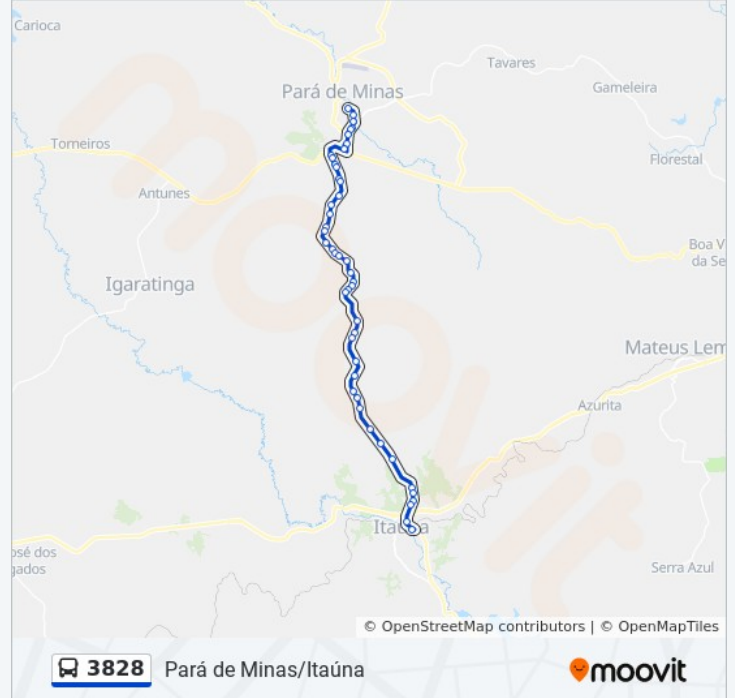 Carioca
Tavares
Pará de Minas
Gameleira
Torneiros
Florestal
Antunes
Boa V
da Se
Igaratinga
Mateus Lem
Azurita
Itaúna
osé dos
gados
Serra Azul
moovit
© OpenStreetMap contributors | © OpenMapTiles
3828 Pará de Minas/Itaúna
moovit